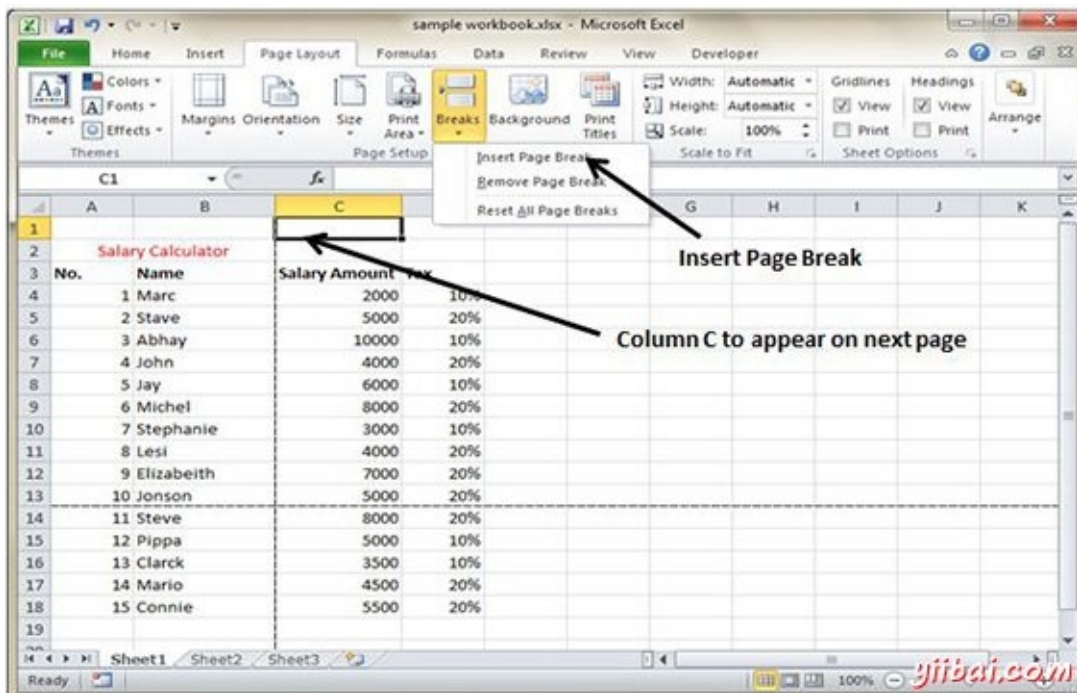 sample workbook.xlsx - Microsoft Excel
File Home Insert Page Layout Formulas Data Review View Developer
Colors Width: Automatic Gridlines Headings
Aa Fonts Height: Automatic View View
Themes Effects Margins Orientation Size Print Area Breaks Background Print Titles Scale: 100% Print Print Arrange
Themes Page Setup Scale to Fit Sheet Options
Insert Page Break
Remove Page Break
Reset All Page Breaks
C1 fx
A B C G H I J K
1
2 Salary Calculator
Insert Page Break
3 No. Name Salary Amount Tax
4 1 Marc 2000 10%
5 2 Stave 5000 20%
Column C to appear on next page
6 3 Abhay 10000 10%
7 4 John 4000 20%
8 5 Jay 6000 10%
9 6 Michel 8000 20%
10 7 Stephanie 3000 10%
11 8 Lesi 4000 20%
12 9 Elizabeith 7000 20%
13 10 Jonson 5000 20%
14 11 Steve 8000 20%
15 12 Pippa 5000 10%
16 13 Clarck 3500 10%
17 14 Mario 4500 20%
18 15 Connie 5500 20%
19
Sheet1 Sheet2 Sheet3
Ready 100%
yiibai.com